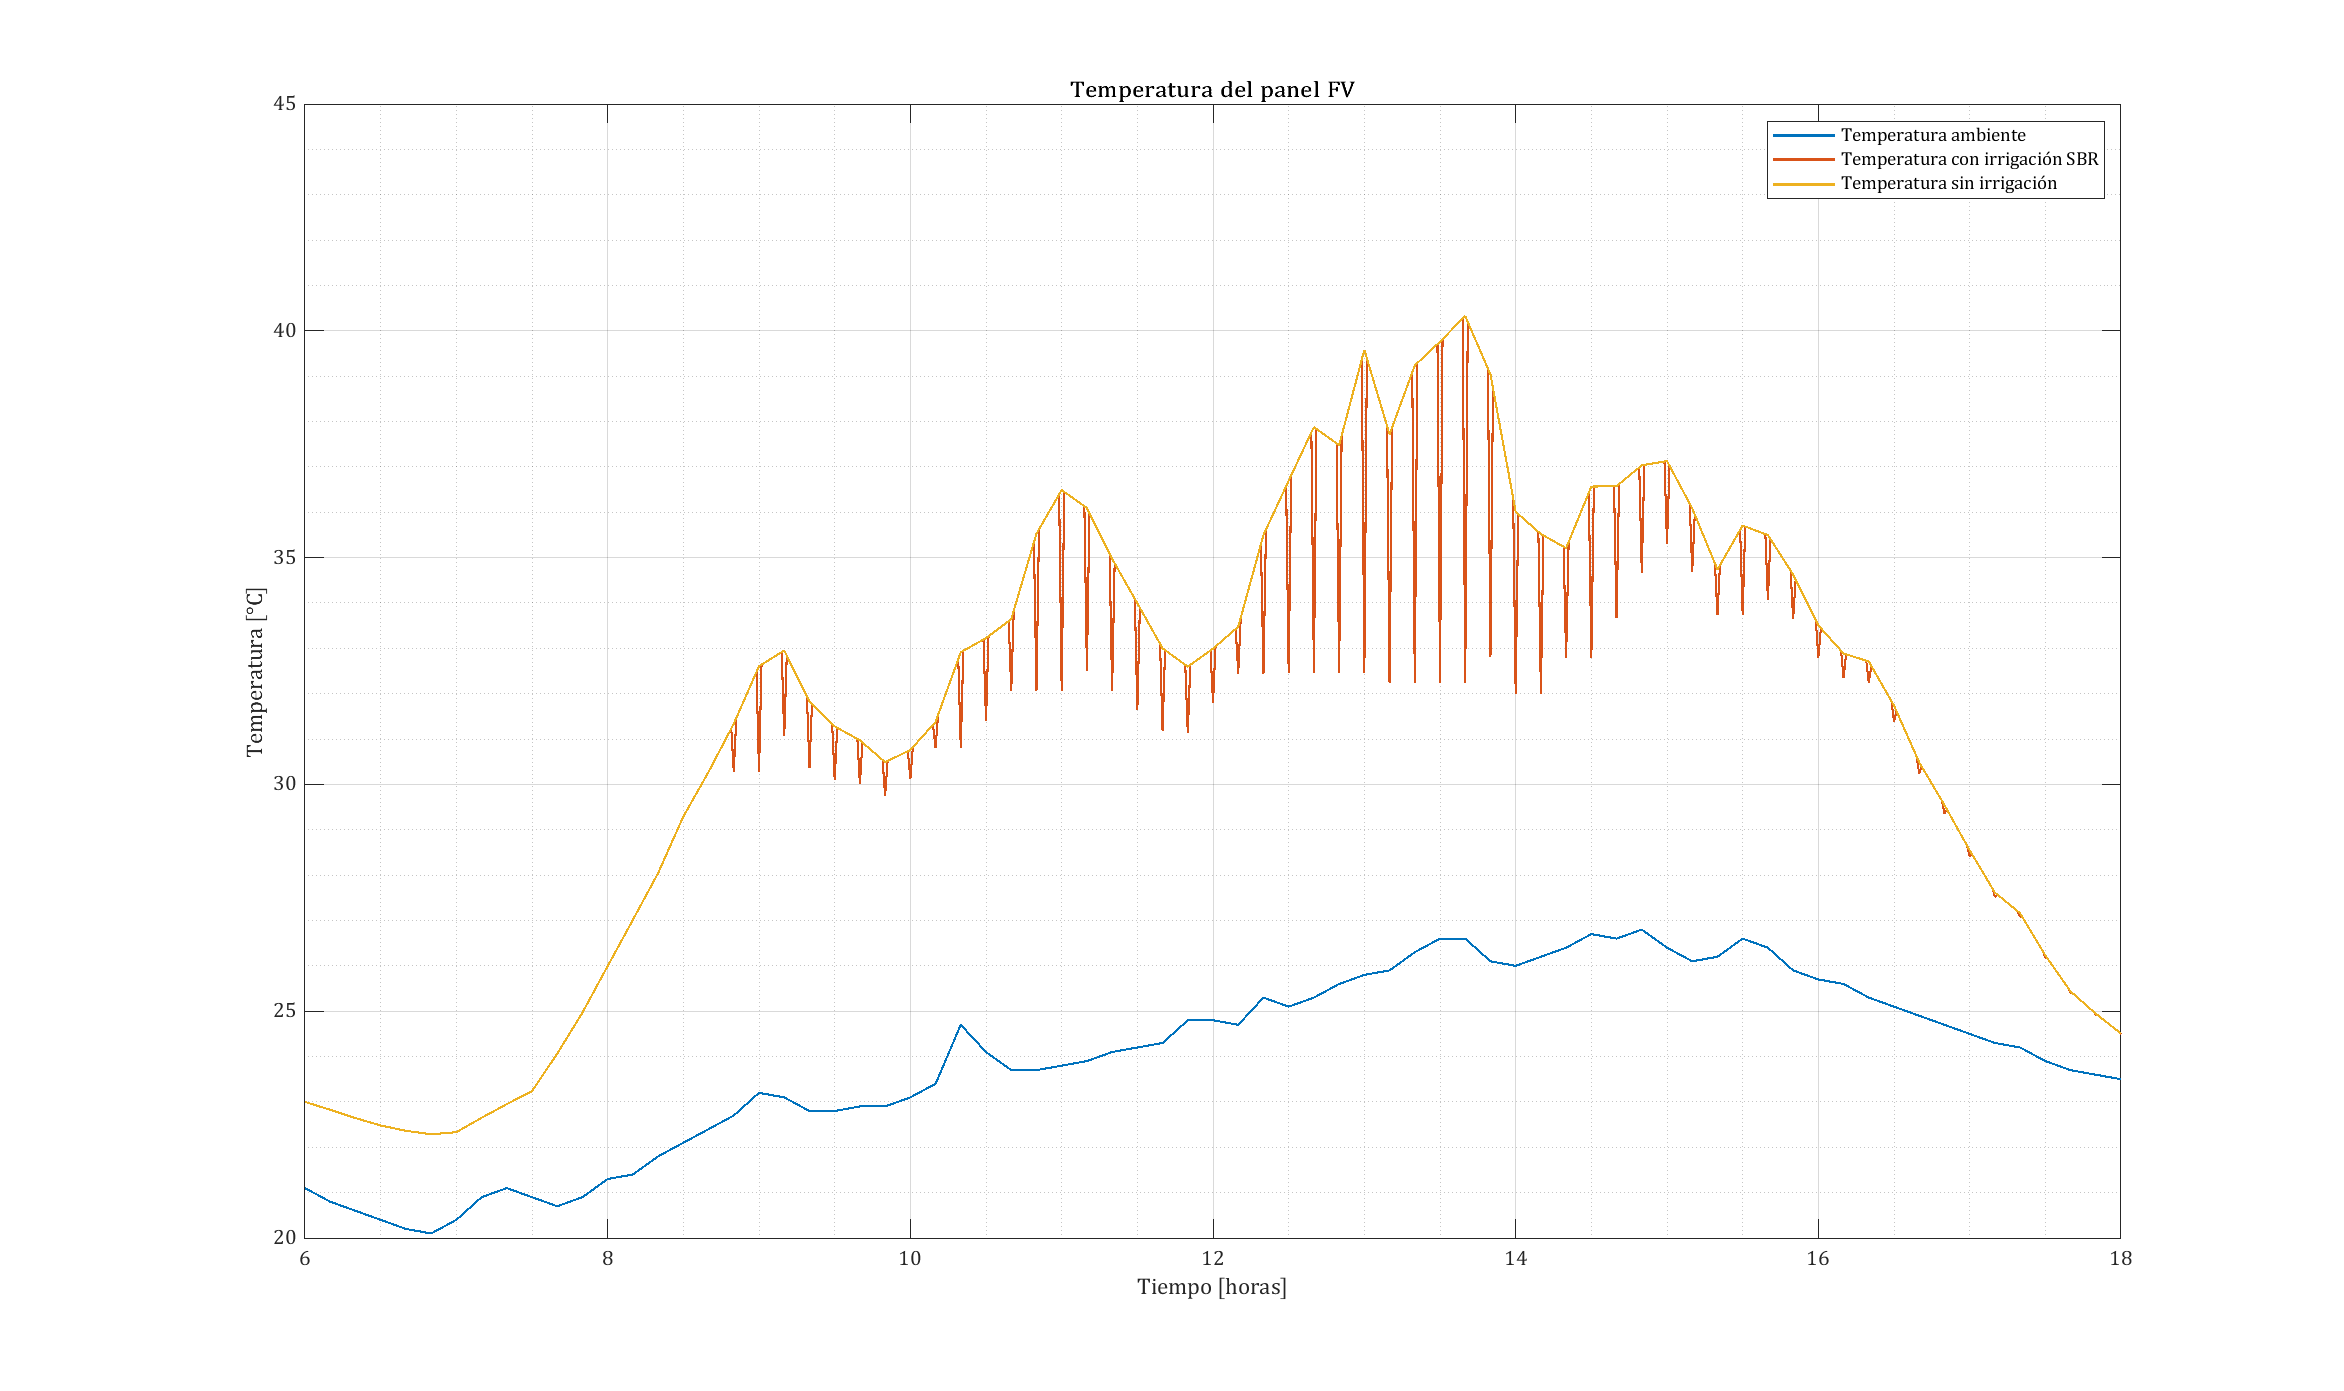 Temperatura del panel FV
45
40
35
30
25
20
Temperatura [°C]
Temperatura ambiente
Temperatura con irrigación SBR
Temperatura sin irrigación
6 8 10 12 14 16 18
Tiempo [horas]